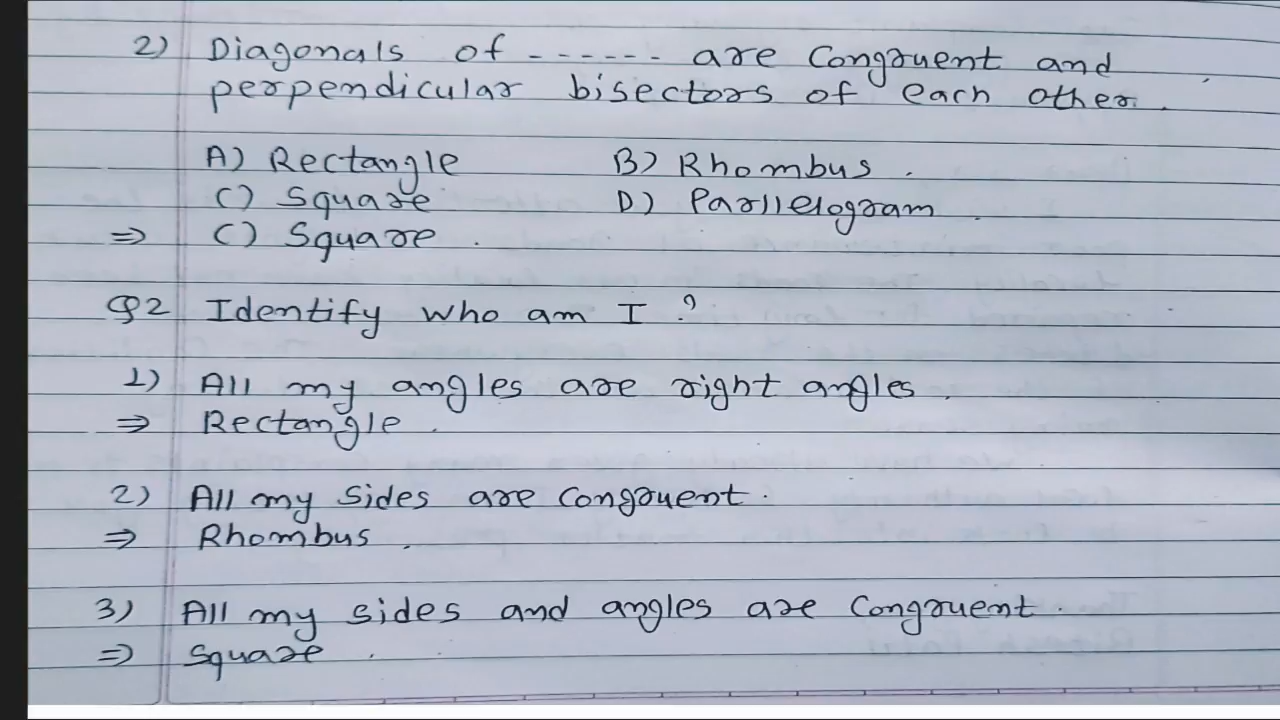 2) Diagonals of ------ are Congruent and
perpendicular bisectors of each other.
A) Rectangle B) Rhombus.
C) Square D) Parllelogram.
⇒ C) Square.
Q2 Identify who am I ?
1) All my angles are right angles.
⇒ Rectangle.
2) All my sides are congruent.
⇒ Rhombus.
3) All my sides and angles are congruent.
⇒ Square.